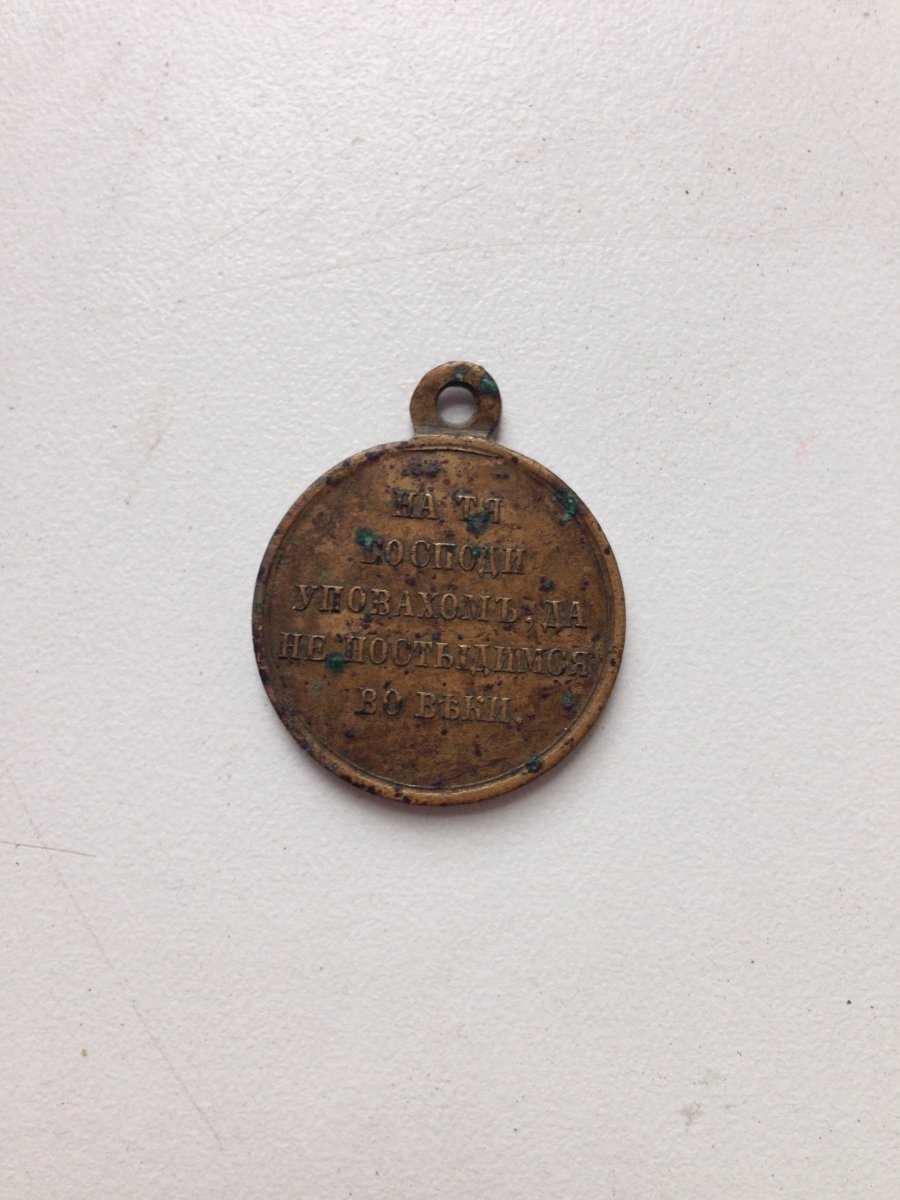 НА ТЯ
ГОСПОДИ
УПОВАХОМЪ, ДА
НЕ ПОСТЫДИМСЯ
ВО ВѢКИ.